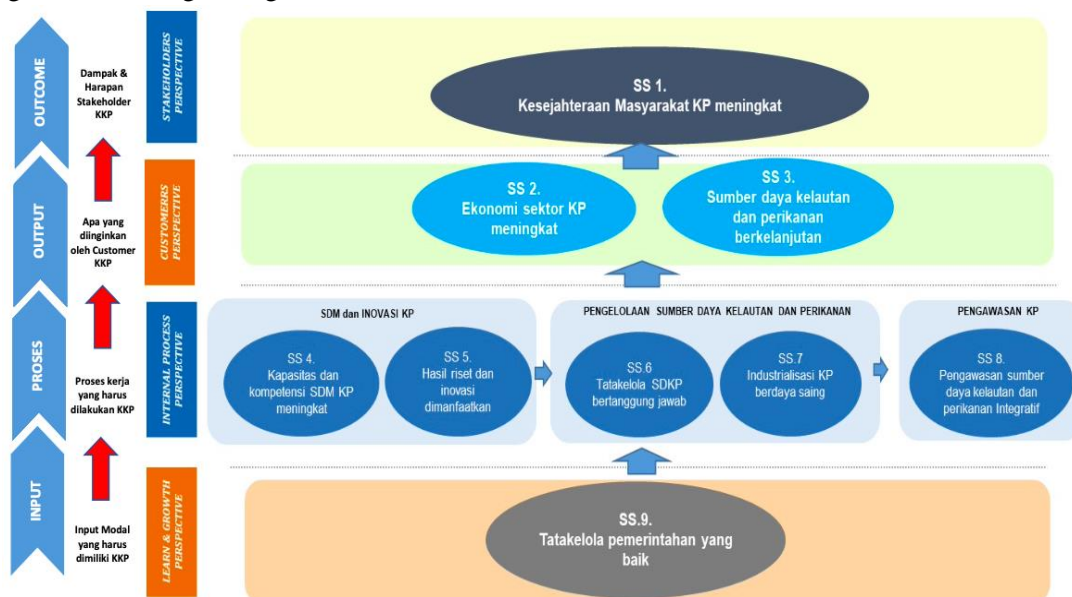 OUTCOME
Dampak &
Harapan
Stakeholder
KKP
STAKEHOLDERS
PERSPECTIVE
SS 1.
Kesejahteraan Masyarakat KP meningkat
OUTPUT
Apa yang
diinginkan
oleh Customer
KKP
CUSTOMERRS
PERSPECTIVE
SS 2.
Ekonomi sektor KP
meningkat
SS 3.
Sumber daya kelautan
dan perikanan
berkelanjutan
PROSES
Proses kerja
yang harus
dilakukan KKP
INTERNAL PROCESS
PERSPECTIVE
SDM dan INOVASI KP
SS 4.
Kapasitas dan
kompetensi SDM KP
meningkat
SS 5.
Hasil riset dan
inovasi
dimanfaatkan
PENGELOLAAN SUMBER DAYA KELAUTAN DAN PERIKANAN
SS.6
Tatakelola SDKP
bertanggung jawab
SS.7
Industrialisasi KP
berdaya saing
PENGAWASAN KP
SS 8.
Pengawasan sumber
daya kelautan dan
perikanan Integratif
INPUT
Input Modal
yang harus
dimiliki KKP
LEARN & GROWTH
PERSPECTIVE
SS.9.
Tatakelola pemerintahan yang
baik